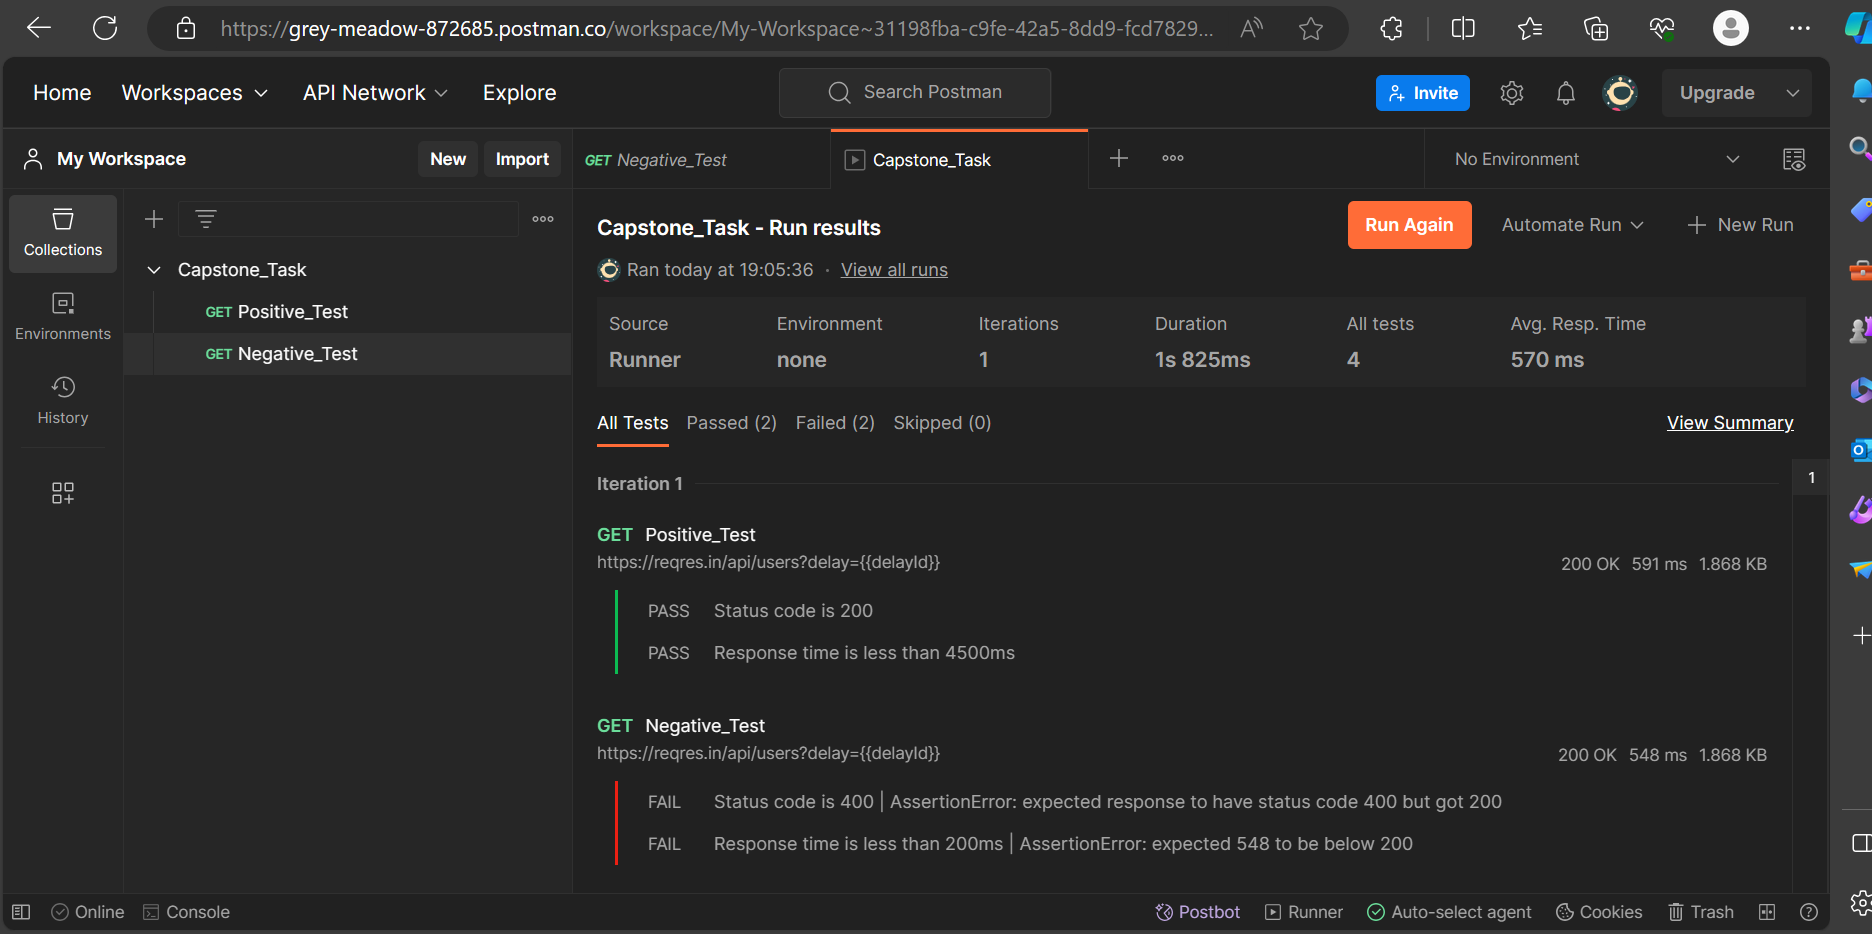 https://grey-meadow-872685.postman.co/workspace/My-Workspace~31198fba-c9fe-42a5-8dd9-fcd7829...
Home Workspaces API Network Explore Search Postman Invite Upgrade
My Workspace New Import GET Negative_Test Capstone_Task No Environment
Collections
Environments
History
Capstone_Task
GET Positive_Test
GET Negative_Test
Capstone_Task - Run results Run Again Automate Run New Run
Ran today at 19:05:36 · View all runs
Source Environment Iterations Duration All tests Avg. Resp. Time
Runner none 1 1s 825ms 4 570 ms
All Tests Passed (2) Failed (2) Skipped (0) View Summary
Iteration 1 1
GET Positive_Test
https://reqres.in/api/users?delay={{delayId}} 200 OK 591 ms 1.868 KB
PASS Status code is 200
PASS Response time is less than 4500ms
GET Negative_Test
https://reqres.in/api/users?delay={{delayId}} 200 OK 548 ms 1.868 KB
FAIL Status code is 400 | AssertionError: expected response to have status code 400 but got 200
FAIL Response time is less than 200ms | AssertionError: expected 548 to be below 200
Online Console Postbot Runner Auto-select agent Cookies Trash